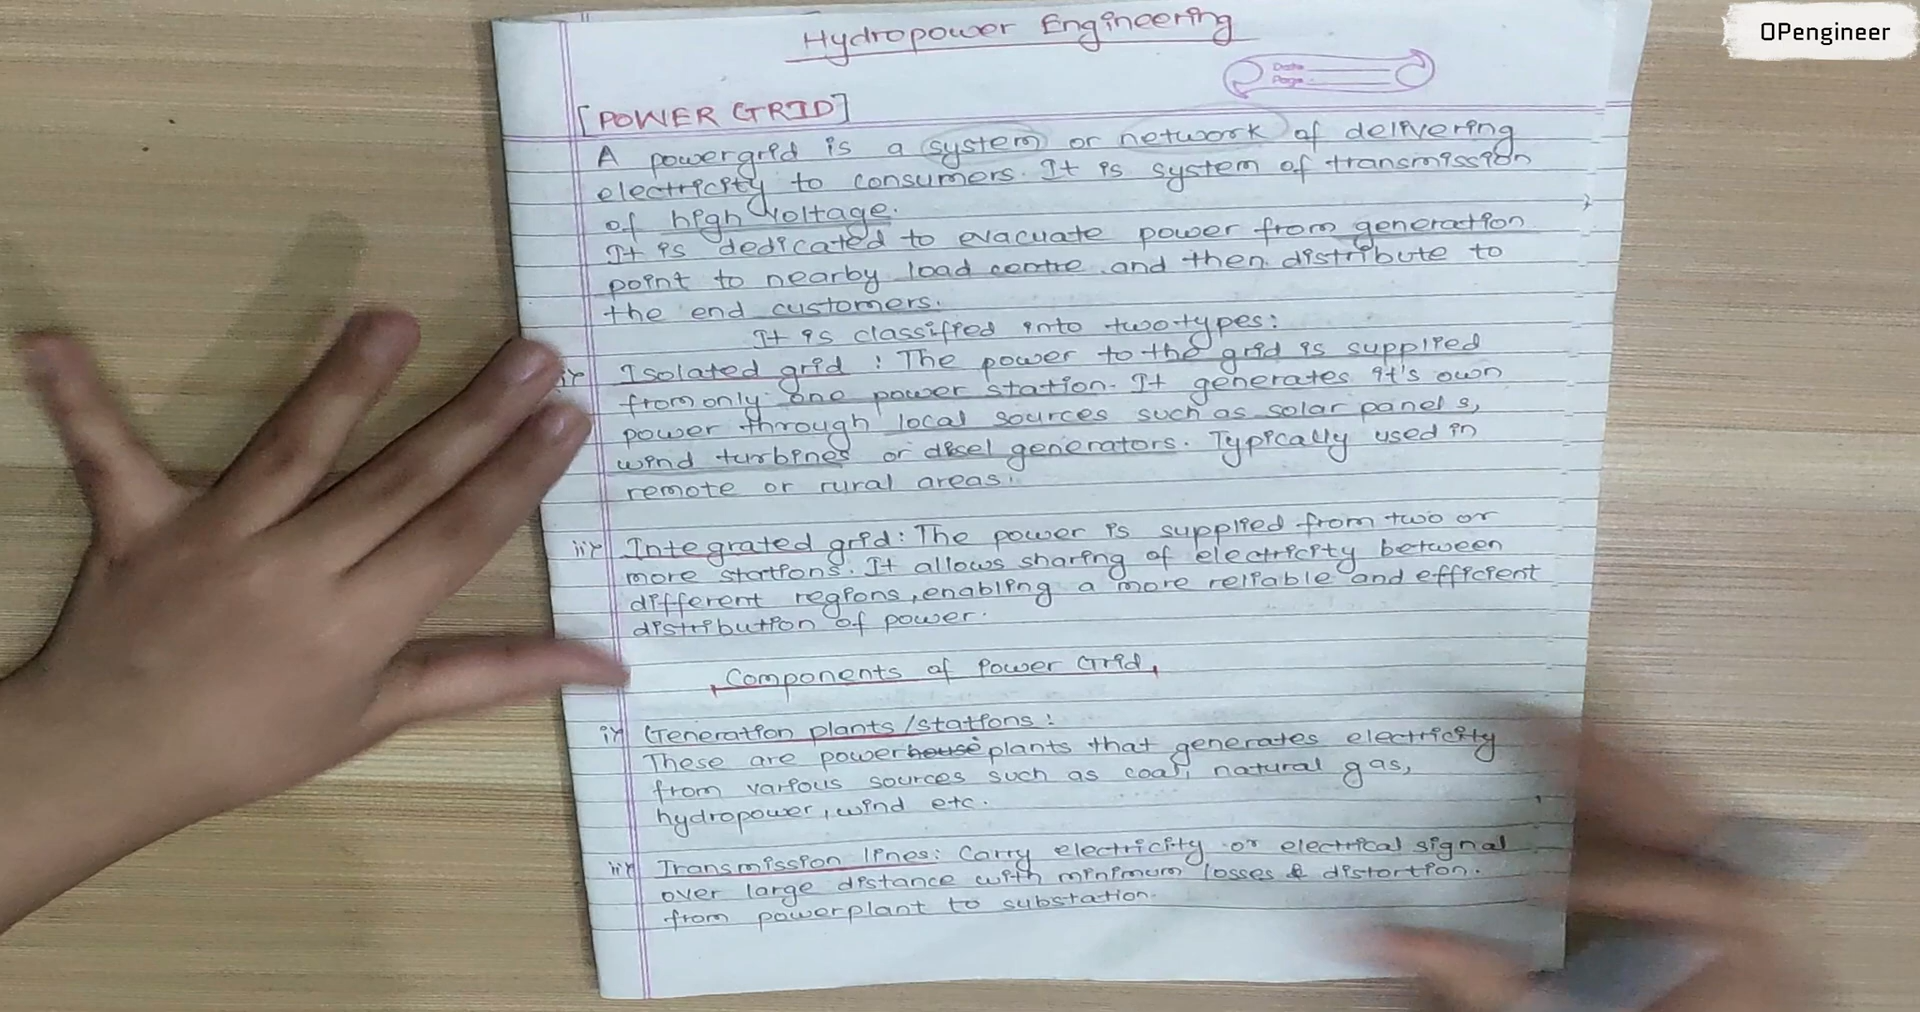 OPengineer
Hydropower Engineering
Date
Page
[POWER GRID]
A powergrid is a system or network of delivering
electricity to consumers. It is system of transmission
of high voltage.
It is dedicated to evacuate power from generation
point to nearby load centre and then distribute to
the end customers.
It is classified into two types:
i) Isolated grid : The power to the grid is supplied
from only one power station. It generates it's own
power through local sources such as solar panels,
wind turbines or disel generators. Typically used in
remote or rural areas.
ii) Integrated grid: The power is supplied from two or
more stations. It allows sharing of electricity between
different regions, enabling a more reliable and efficient
distribution of power.
Components of Power Grid
i) Generation plants/stations:
These are powerhouse plants that generates electricity
from various sources such as coal, natural gas,
hydropower, wind etc.
ii) Transmission lines: Carry electricity or electrical signal
over large distance with minimum losses & distortion.
from powerplant to substation.